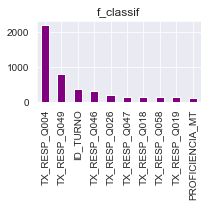 f_classif
2000
1000
0
TX_RESP_Q004
TX_RESP_Q049
ID_TURNO
TX_RESP_Q046
TX_RESP_Q026
TX_RESP_Q047
TX_RESP_Q018
TX_RESP_Q058
TX_RESP_Q019
PROFICIENCIA_MT